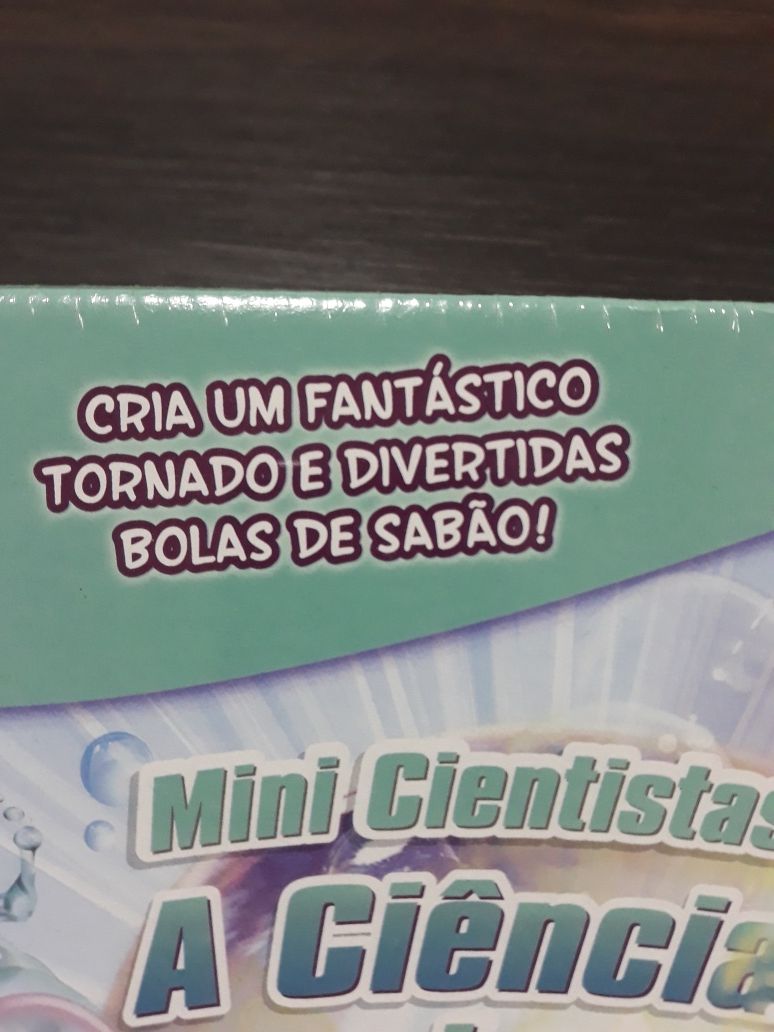 CRIA UM FANTÁSTICO
TORNADO E DIVERTIDAS
BOLAS DE SABÃO!
Mini Cientistas
A Ciência